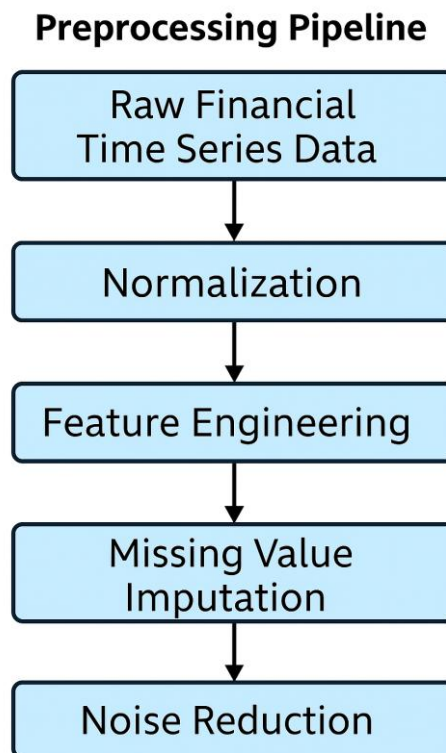 Preprocessing Pipeline
Raw Financial
Time Series Data
Normalization
Feature Engineering
Missing Value
Imputation
Noise Reduction